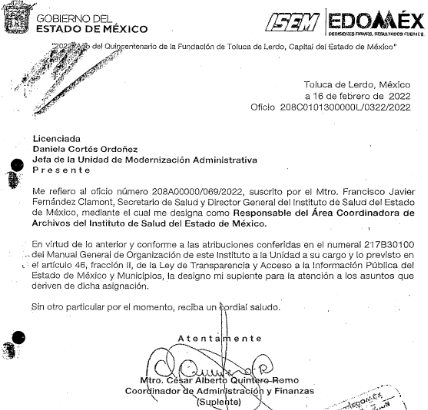 GOBIERNO DEL
ESTADO DE MÉXICO
ISEM
EDOMÉX
DECISIONES FIRMES, RESULTADOS FUERTES.
"2022. Año del Quincentenario de la Fundación de Toluca de Lerdo, Capital del Estado de México"
Toluca de Lerdo, México
a 16 de febrero de 2022
Oficio 208C0101300000L/0322/2022
Licenciada
Daniela Cortés Ordoñez
Jefa de la Unidad de Modernización Administrativa
P r e s e n t e
Me refiero al oficio número 208A00000/069/2022, suscrito por el Mtro. Francisco Javier
Fernández Clamont, Secretario de Salud y Director General del Instituto de Salud del Estado
de México, mediante el cual me designa como Responsable del Área Coordinadora de
Archivos del Instituto de Salud del Estado de México.
En virtud de lo anterior y conforme a las atribuciones conferidas en el numeral 217B30100
del Manual General de Organización de este Instituto a la Unidad a su cargo y lo previsto en
el artículo 46, fracción II, de la Ley de Transparencia y Acceso a la Información Pública del
Estado de México y Municipios, la designo mi suplente para la atención a los asuntos que
deriven de dicha asignación.
Sin otro particular por el momento, reciba un cordial saludo.
A t e n t a m e n t e
Mtro. César Alberto Quintero Romo
Coordinador de Administración y Finanzas
(Suplente)